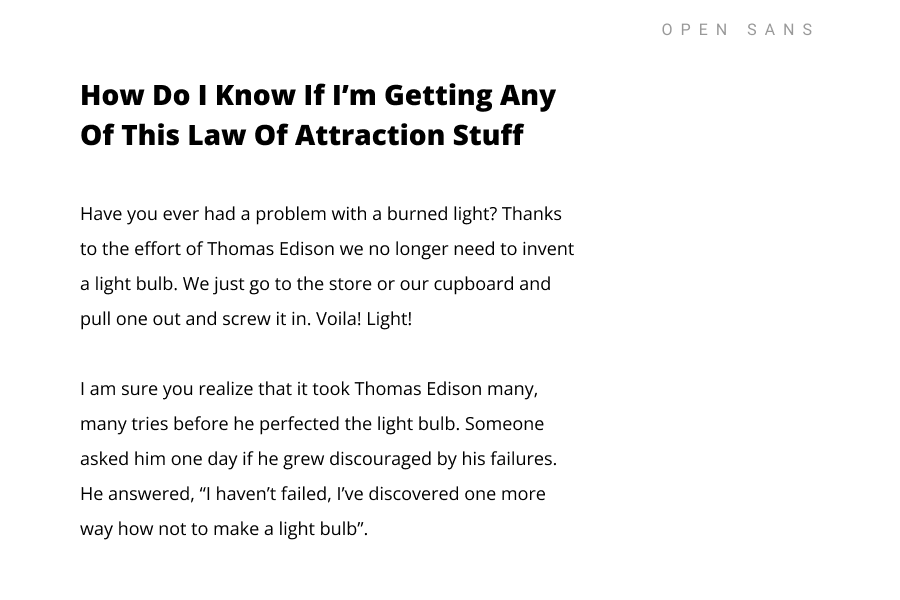 OPEN SANS
How Do I Know If I’m Getting Any
Of This Law Of Attraction Stuff
Have you ever had a problem with a burned light? Thanks
to the effort of Thomas Edison we no longer need to invent
a light bulb. We just go to the store or our cupboard and
pull one out and screw it in. Voila! Light!
I am sure you realize that it took Thomas Edison many,
many tries before he perfected the light bulb. Someone
asked him one day if he grew discouraged by his failures.
He answered, “I haven’t failed, I’ve discovered one more
way how not to make a light bulb”.